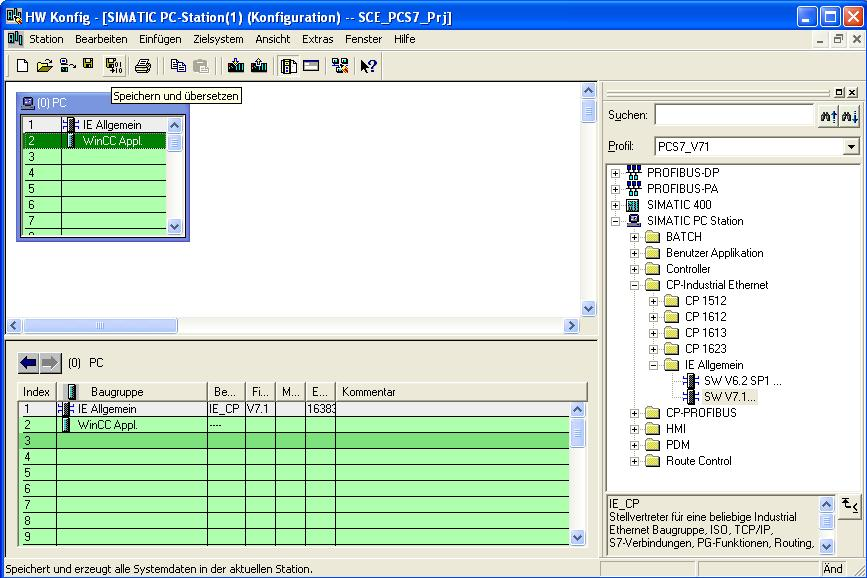 HW Konfig - [SIMATIC PC-Station(1) (Konfiguration) -- SCE_PCS7_Prj]
Station Bearbeiten Einfügen Zielsystem Ansicht Extras Fenster Hilfe
Speichern und übersetzen
(0) PC
1 IE Allgemein
2 WinCC Appl.
3
4
5
6
7
Suchen:
Profil: PCS7_V71
PROFIBUS-DP
PROFIBUS-PA
SIMATIC 400
SIMATIC PC Station
BATCH
Benutzer Applikation
Controller
CP-Industrial Ethernet
CP 1512
CP 1612
CP 1613
CP 1623
IE Allgemein
SW V6.2 SP1 ...
SW V7.1...
CP-PROFIBUS
HMI
PDM
Route Control
(0) PC
Index Baugruppe Be... Fi... M... E... Kommentar
1 IE Allgemein IE_CP V7.1 16383
2 WinCC Appl. ----
3
4
5
6
7
8
9
IE_CP
Stellvertreter für eine beliebige Industrial
Ethernet Baugruppe, ISO, TCP/IP,
S7-Verbindungen, PG-Funktionen, Routing,
Speichert und erzeugt alle Systemdaten in der aktuellen Station.
Änd